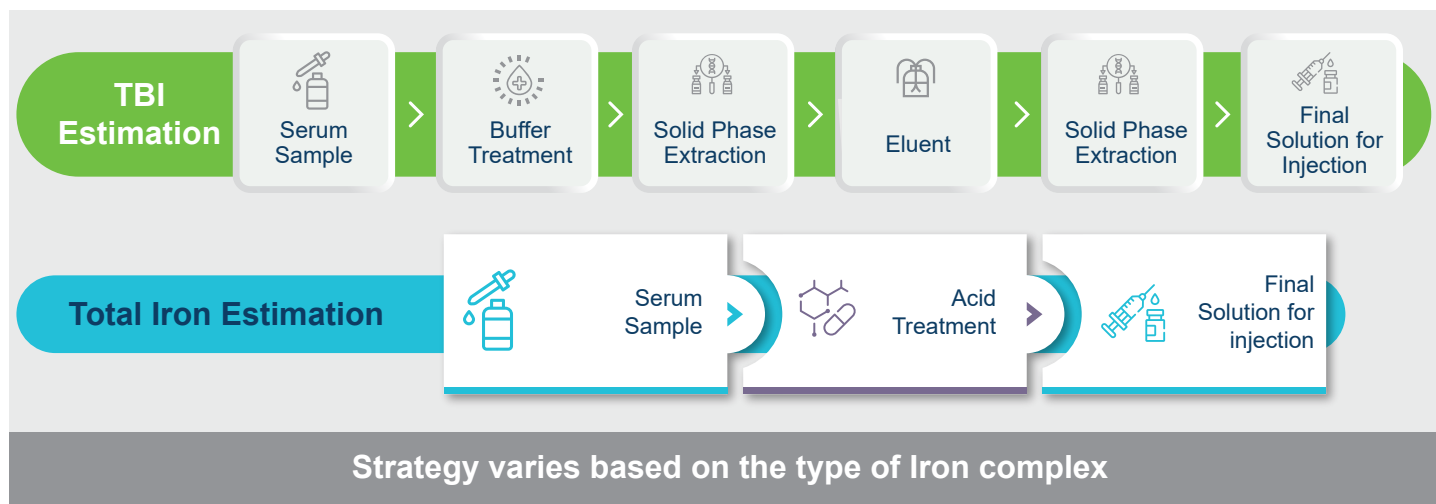 TBI
Estimation
Serum
Sample
Buffer
Treatment
Solid Phase
Extraction
Eluent
Solid Phase
Extraction
Final
Solution for
Injection
Total Iron Estimation
Serum
Sample
Acid
Treatment
Final
Solution for
injection
Strategy varies based on the type of Iron complex